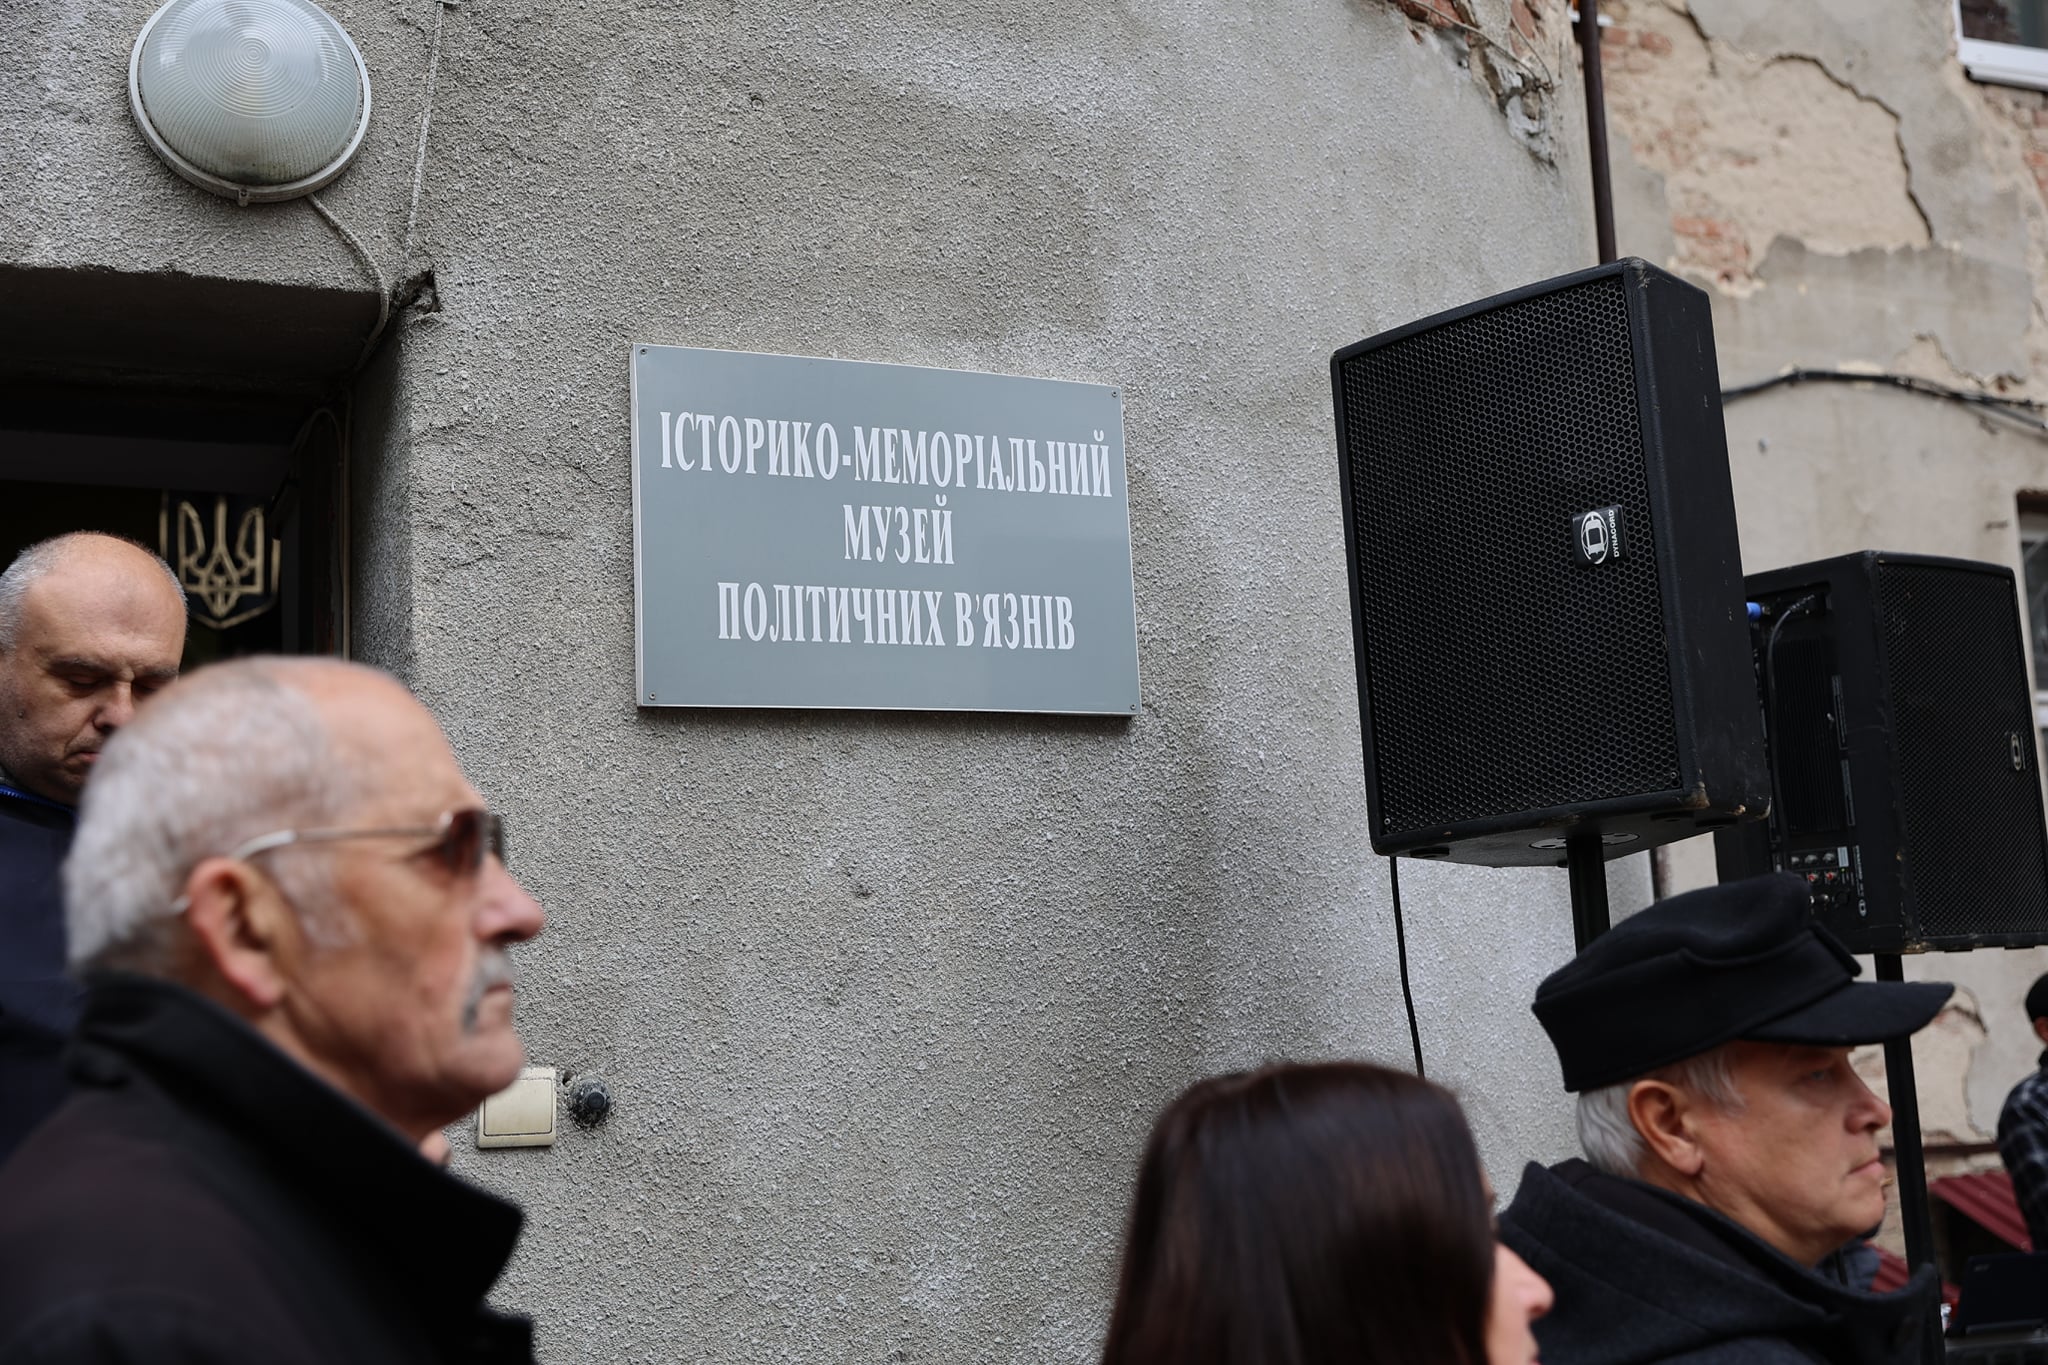 ІСТОРИКО-МЕМОРІАЛЬНИЙ
МУЗЕЙ
ПОЛІТИЧНИХ В'ЯЗНІВ
DYNACORD